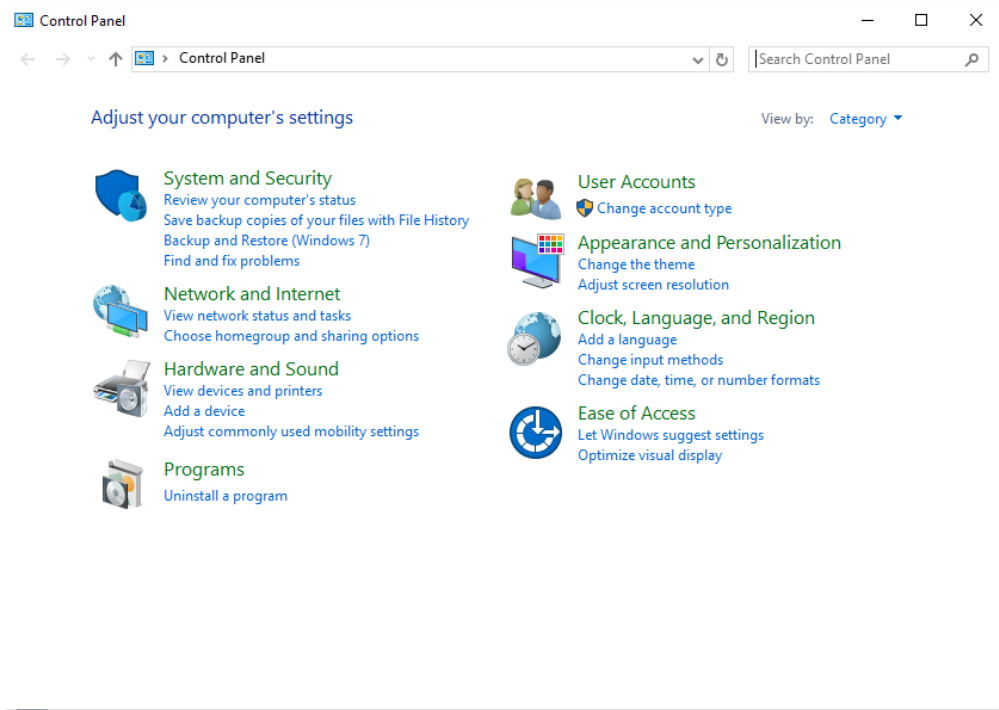 Control Panel
Control Panel
Search Control Panel
Adjust your computer's settings
View by: Category
System and Security
Review your computer's status
Save backup copies of your files with File History
Backup and Restore (Windows 7)
Find and fix problems
Network and Internet
View network status and tasks
Choose homegroup and sharing options
Hardware and Sound
View devices and printers
Add a device
Adjust commonly used mobility settings
Programs
Uninstall a program
User Accounts
Change account type
Appearance and Personalization
Change the theme
Adjust screen resolution
Clock, Language, and Region
Add a language
Change input methods
Change date, time, or number formats
Ease of Access
Let Windows suggest settings
Optimize visual display